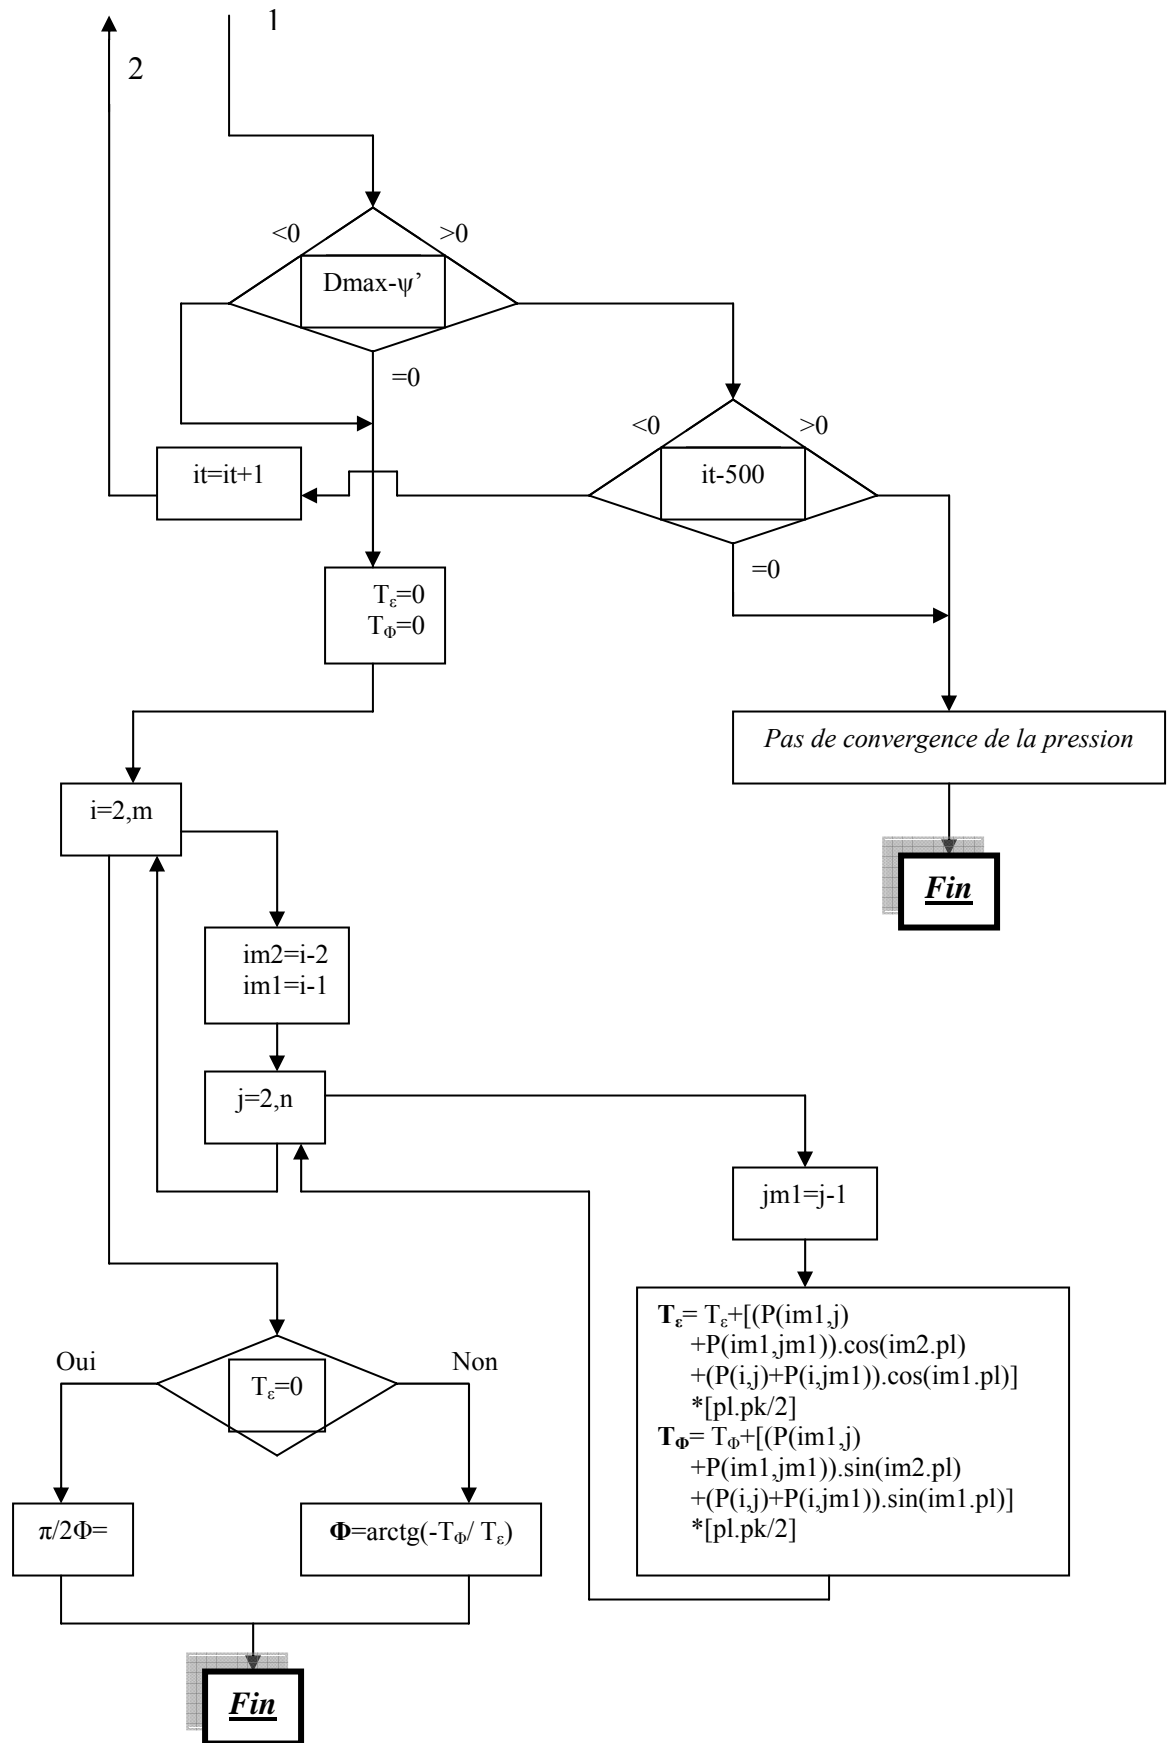 1
2
<0
>0
Dmax-ψ’
=0
<0
>0
it=it+1
it-500
=0
Tε=0
TΦ=0
Pas de convergence de la pression
i=2,m
Fin
im2=i-2
im1=i-1
j=2,n
jm1=j-1
Tε= Tε+[(P(im1,j)
+P(im1,jm1)).cos(im2.pl)
+(P(i,j)+P(i,jm1)).cos(im1.pl)]
*[pl.pk/2]
TΦ= TΦ+[(P(im1,j)
+P(im1,jm1)).sin(im2.pl)
+(P(i,j)+P(i,jm1)).sin(im1.pl)]
*[pl.pk/2]
Oui
Non
Tε=0
π/2Φ=
Φ=arctg(-TΦ/ Tε)
Fin